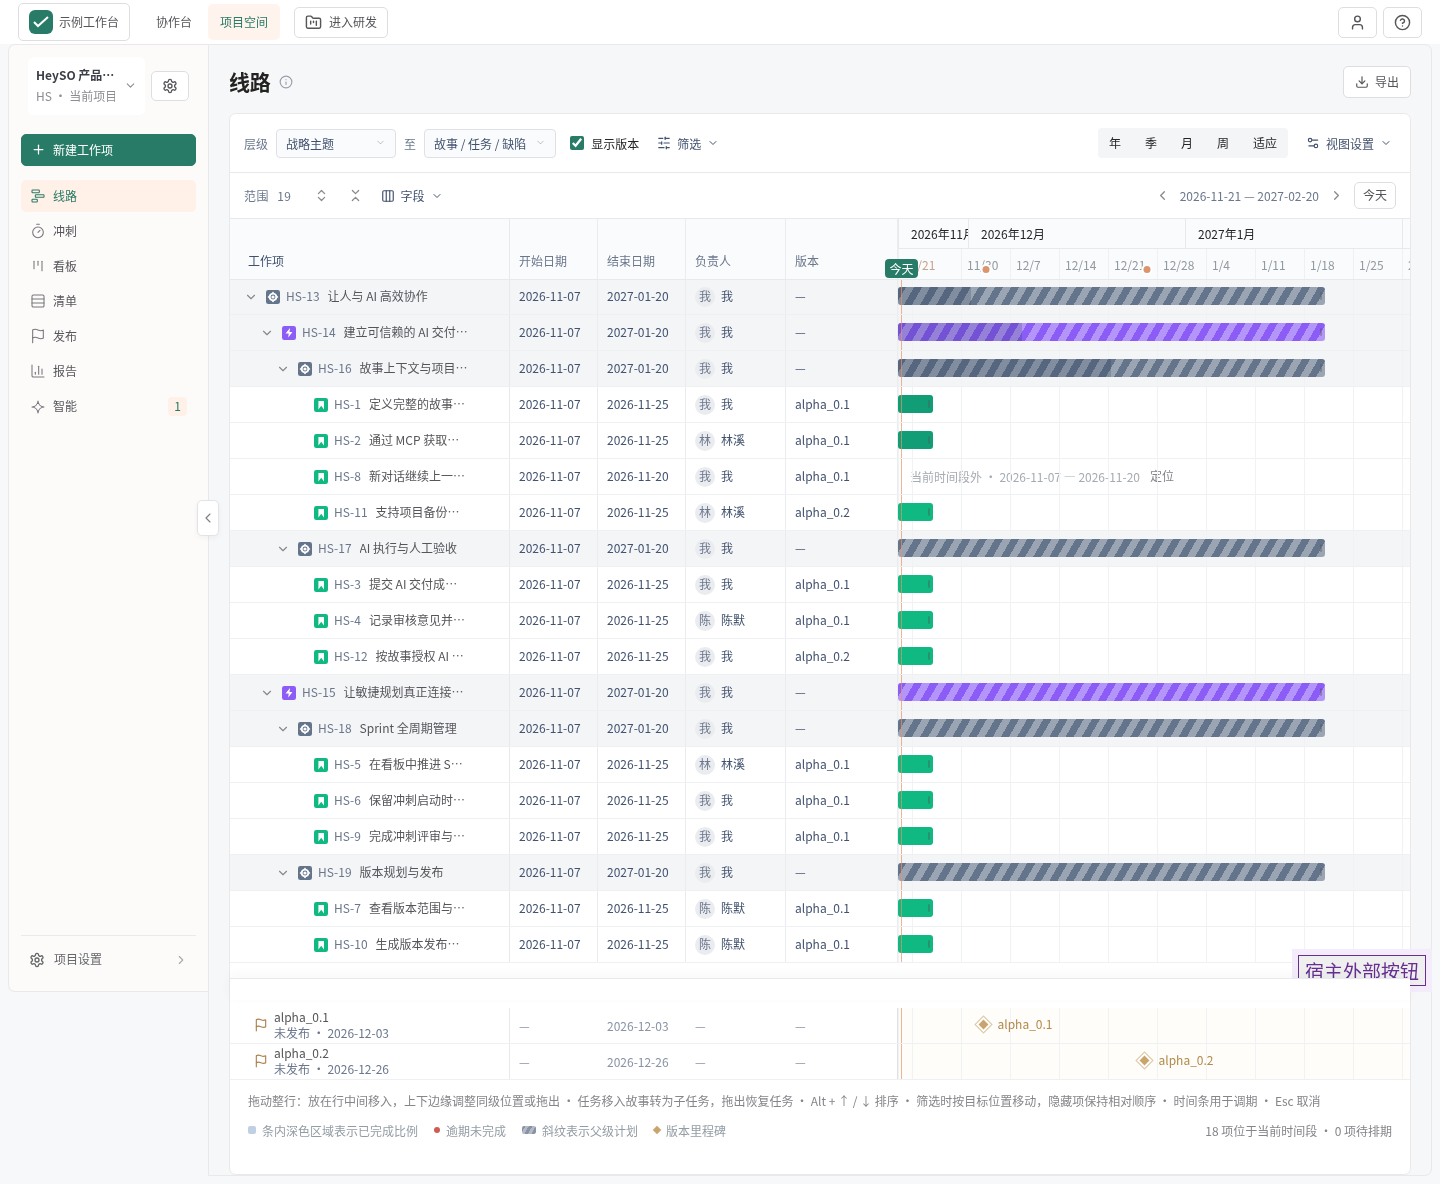 示例工作台 协作台 项目空间 进入研发
HeySO 产品…
HS • 当前项目
新建工作项
线路
冲刺
看板
清单
发布
报告
智能 1
项目设置
线路
导出
层级 战略主题 至 故事 / 任务 / 缺陷 显示版本 筛选 年 季 月 周 适应 视图设置
范围 19 字段 2026-11-21 — 2027-02-20 今天
2026年11月 2026年12月 2027年1月
工作项 开始日期 结束日期 负责人 版本 今天 /21 11/30 12/7 12/14 12/21 12/28 1/4 1/11 1/18 1/25
HS-13 让人与 AI 高效协作 2026-11-07 2027-01-20 我 我 —
HS-14 建立可信赖的 AI 交付… 2026-11-07 2027-01-20 我 我 —
HS-16 故事上下文与项目… 2026-11-07 2027-01-20 我 我 —
HS-1 定义完整的故事… 2026-11-07 2026-11-25 我 我 alpha_0.1
HS-2 通过 MCP 获取… 2026-11-07 2026-11-25 林 林溪 alpha_0.1
HS-8 新对话继续上一… 2026-11-07 2026-11-20 我 我 alpha_0.1 当前时间段外 • 2026-11-07 — 2026-11-20 定位
HS-11 支持项目备份… 2026-11-07 2026-11-25 林 林溪 alpha_0.2
HS-17 AI 执行与人工验收 2026-11-07 2027-01-20 我 我 —
HS-3 提交 AI 交付成… 2026-11-07 2026-11-25 我 我 alpha_0.1
HS-4 记录审核意见并… 2026-11-07 2026-11-25 陈 陈默 alpha_0.1
HS-12 按故事授权 AI … 2026-11-07 2026-11-25 我 我 alpha_0.2
HS-15 让敏捷规划真正连接… 2026-11-07 2027-01-20 我 我 —
HS-18 Sprint 全周期管理 2026-11-07 2027-01-20 我 我 —
HS-5 在看板中推进 S… 2026-11-07 2026-11-25 林 林溪 alpha_0.1
HS-6 保留冲刺启动时… 2026-11-07 2026-11-25 我 我 alpha_0.1
HS-9 完成冲刺评审与… 2026-11-07 2026-11-25 我 我 alpha_0.1
HS-19 版本规划与发布 2026-11-07 2027-01-20 我 我 —
HS-7 查看版本范围与… 2026-11-07 2026-11-25 陈 陈默 alpha_0.1
HS-10 生成版本发布… 2026-11-07 2026-11-25 陈 陈默 alpha_0.1
宿主外部按钮
alpha_0.1
未发布 • 2026-12-03 — 2026-12-03 — — alpha_0.1
alpha_0.2
未发布 • 2026-12-26 — 2026-12-26 — — alpha_0.2
拖动整行：放在行中间移入，上下边缘调整同级位置或拖出 • 任务移入故事转为子任务，拖出恢复任务 • Alt + ↑ / ↓ 排序 • 筛选时按目标位置移动，隐藏项保持相对顺序 • 时间条用于调期 • Esc 取消
条内深色区域表示已完成比例 逾期未完成 斜纹表示父级计划 版本里程碑 18 项位于当前时间段 • 0 项待排期